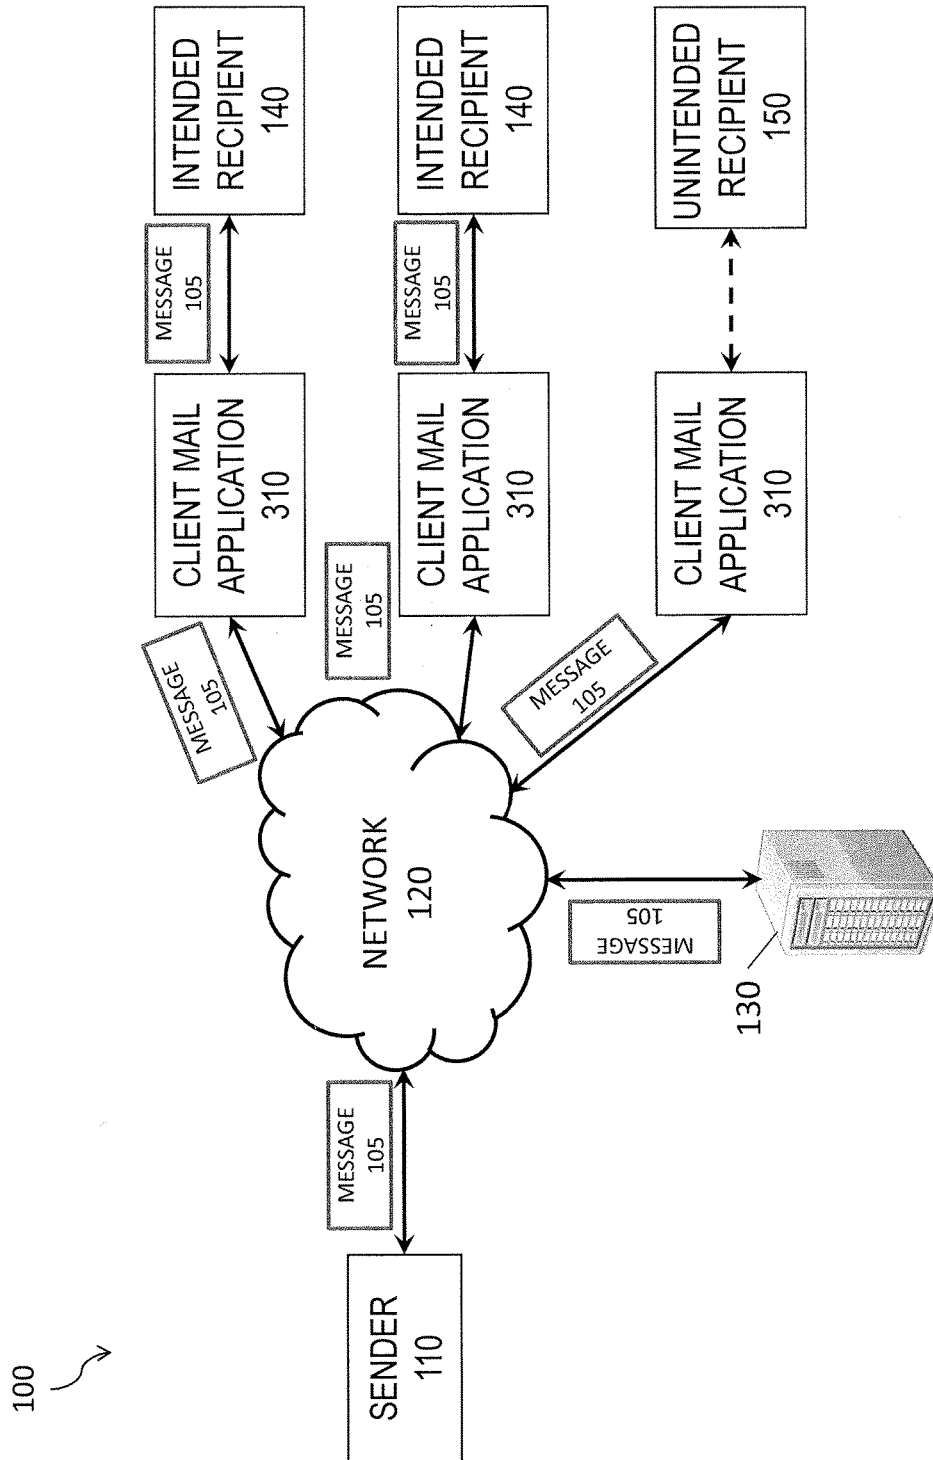 100
SENDER
110
MESSAGE
105
NETWORK
120
MESSAGE
105
130
MESSAGE
105
CLIENT MAIL
APPLICATION
310
MESSAGE
105
INTENDED
RECIPIENT
140
MESSAGE
105
CLIENT MAIL
APPLICATION
310
MESSAGE
105
INTENDED
RECIPIENT
140
MESSAGE
105
CLIENT MAIL
APPLICATION
310
UNINTENDED
RECIPIENT
150